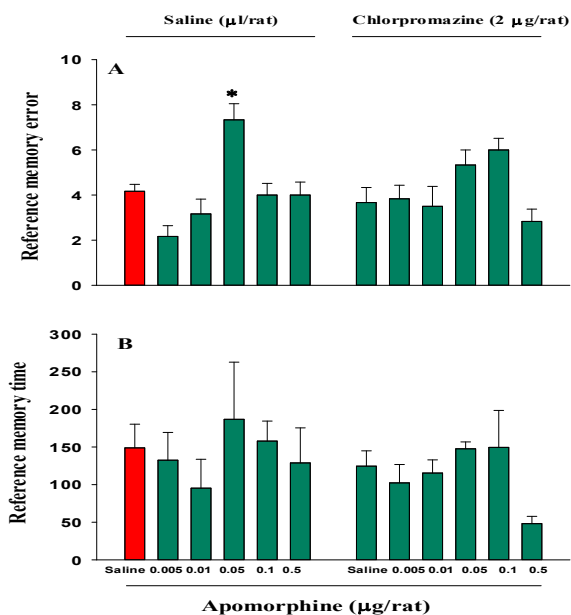 Saline (µl/rat) Chlorpromazine (2 µg/rat)
A
*
Reference memory error
10
8
6
4
2
0
B
Reference memory time
300
250
200
150
100
50
0
Saline 0.005 0.01 0.05 0.1 0.5 Saline 0.005 0.01 0.05 0.1 0.5
Apomorphine (µg/rat)